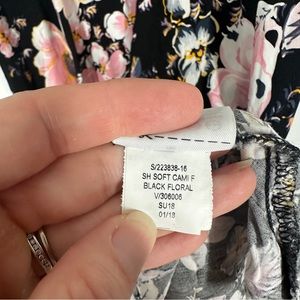 S/223838-16
SH SOFT CAMI F
BLACK FLORAL
V/306006
SU18
01/18